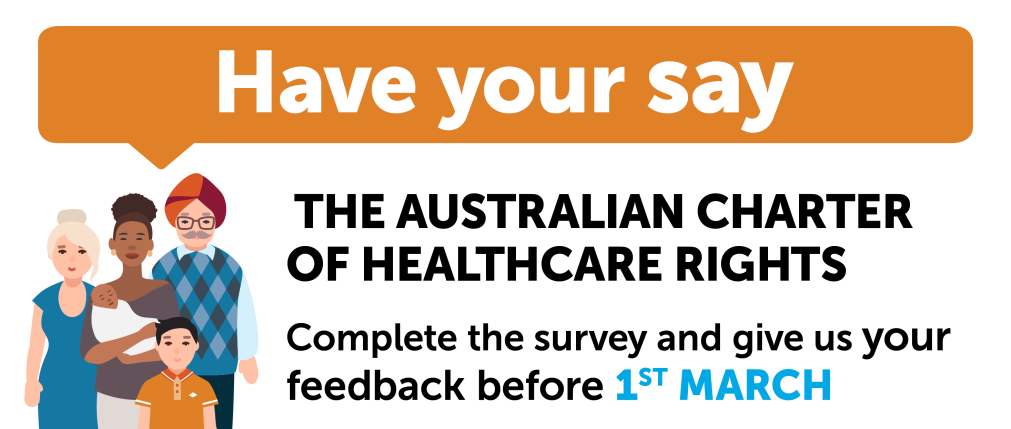 Have your say
THE AUSTRALIAN CHARTER
OF HEALTHCARE RIGHTS
Complete the survey and give us your
feedback before 1ST MARCH